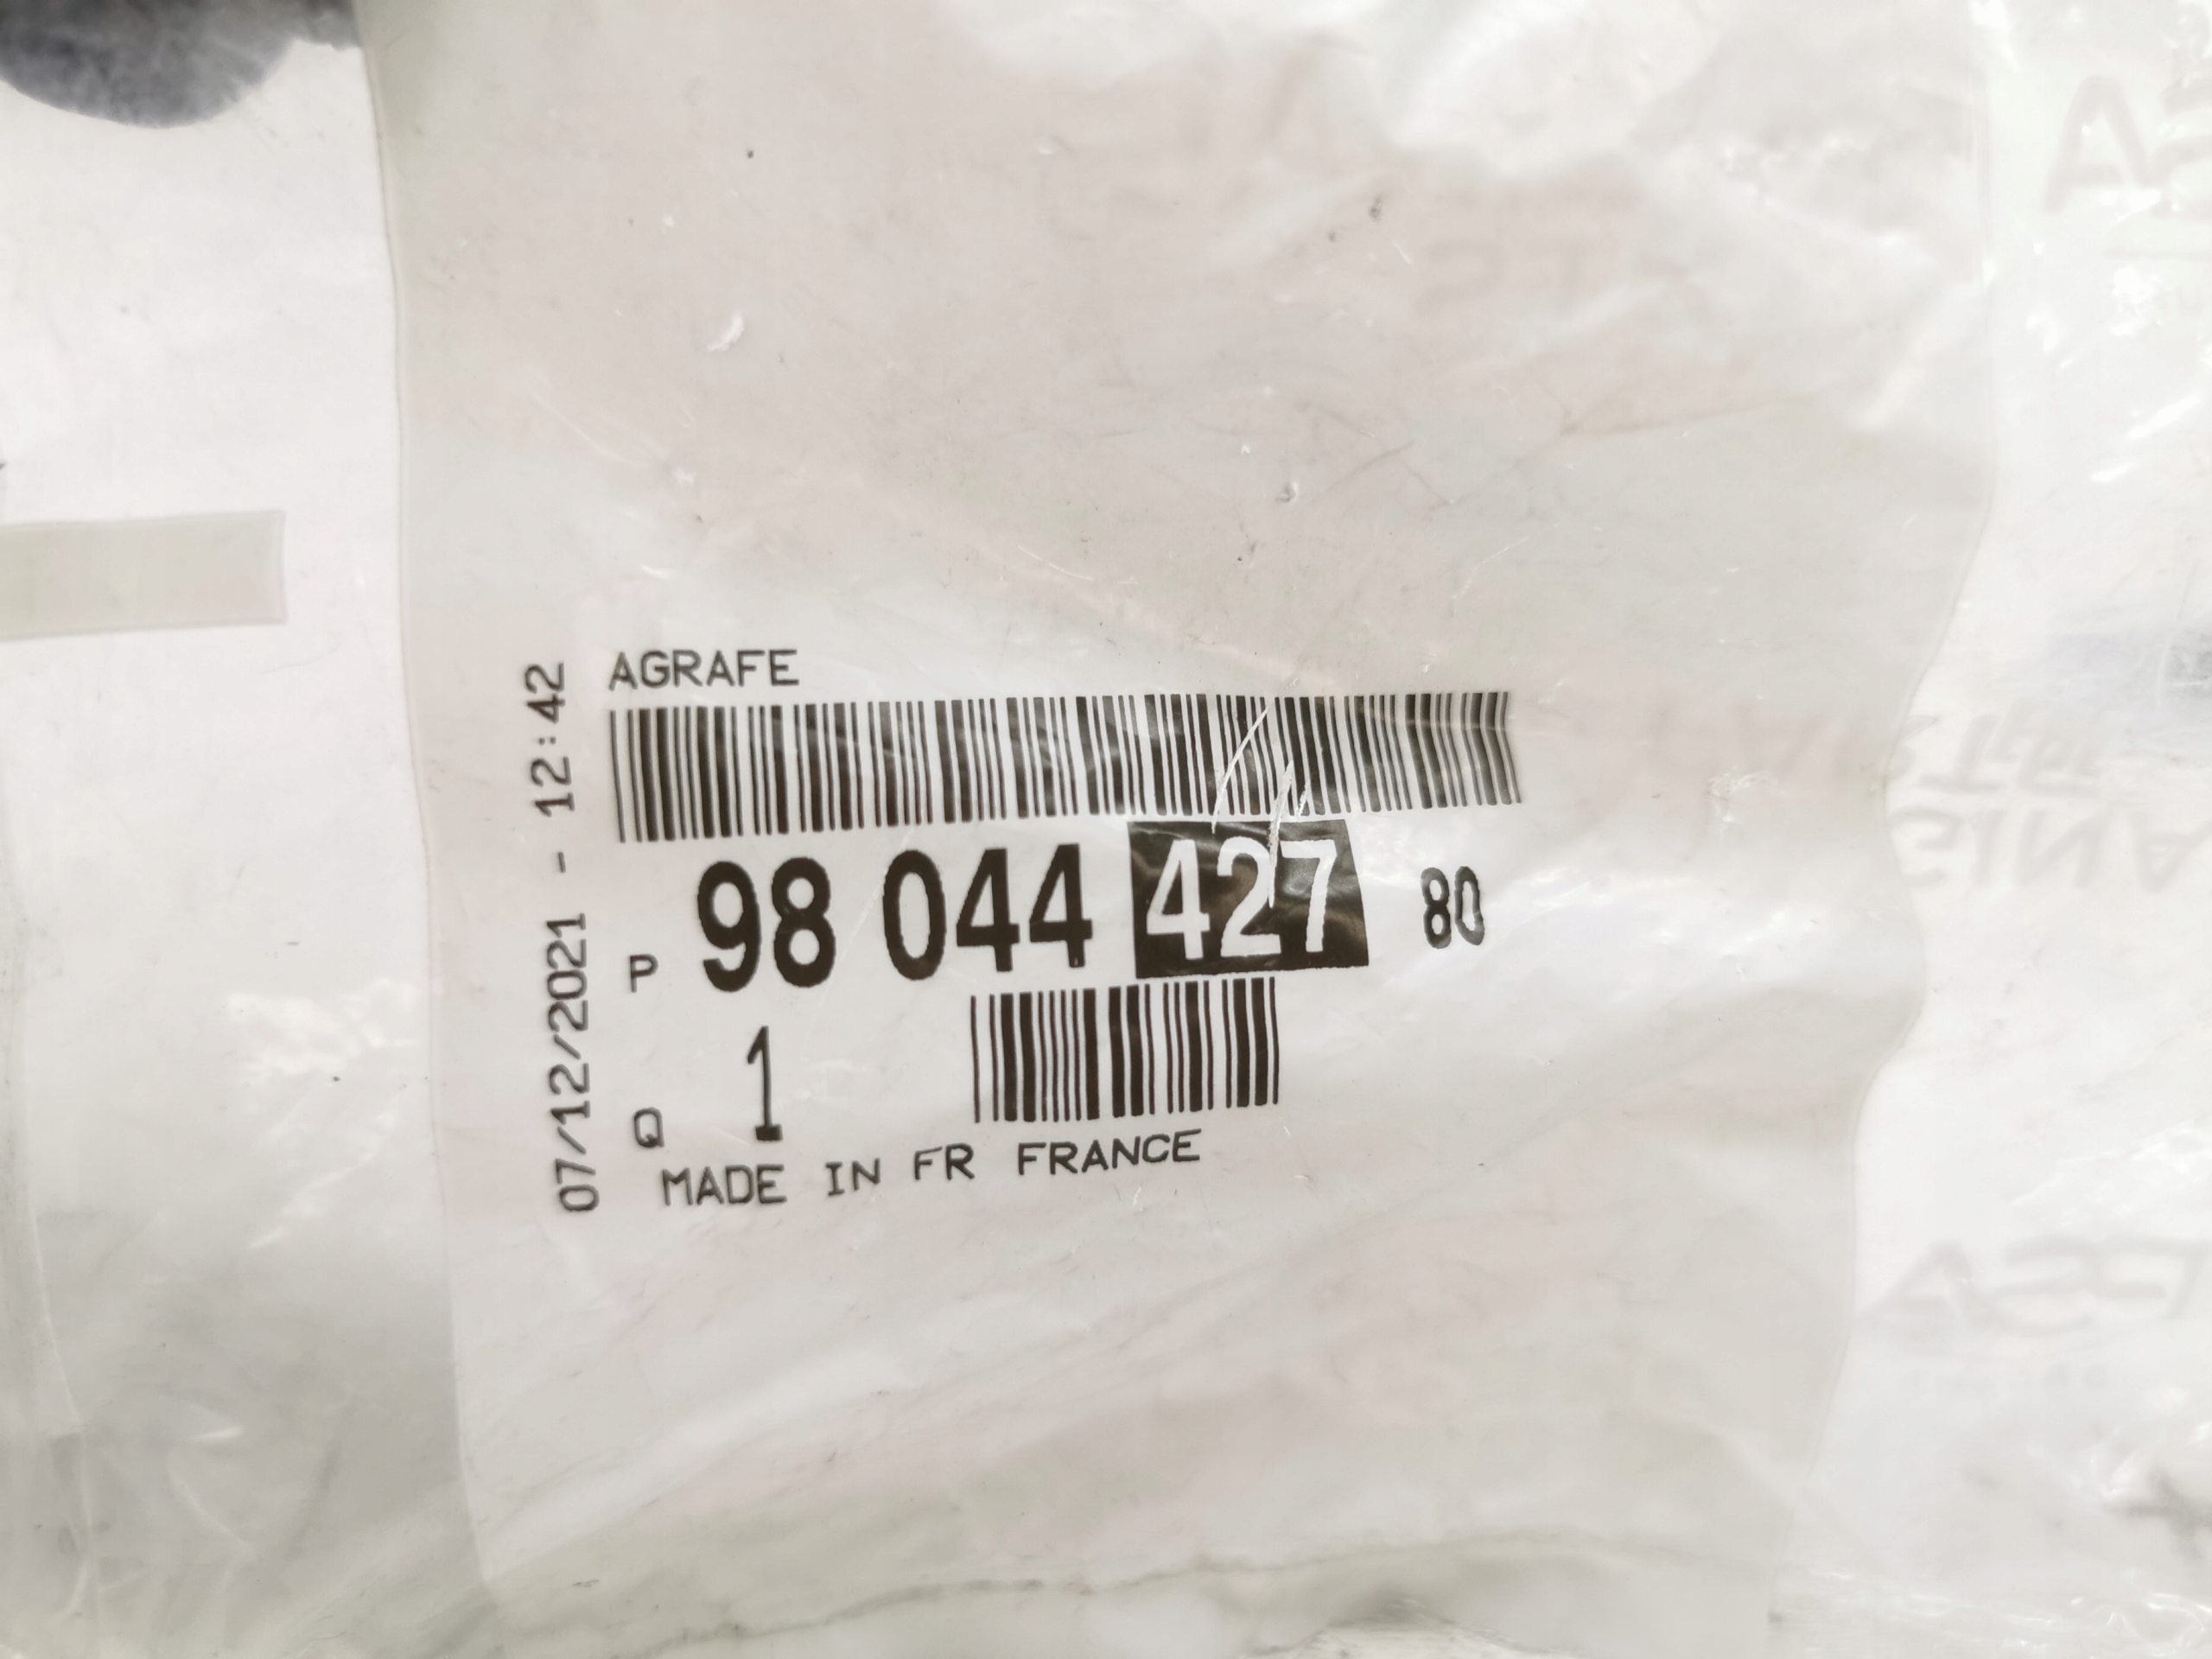 AGRAFE
07/12/2021 - 12:42
P 98 044 427 80
Q 1
MADE IN FR FRANCE